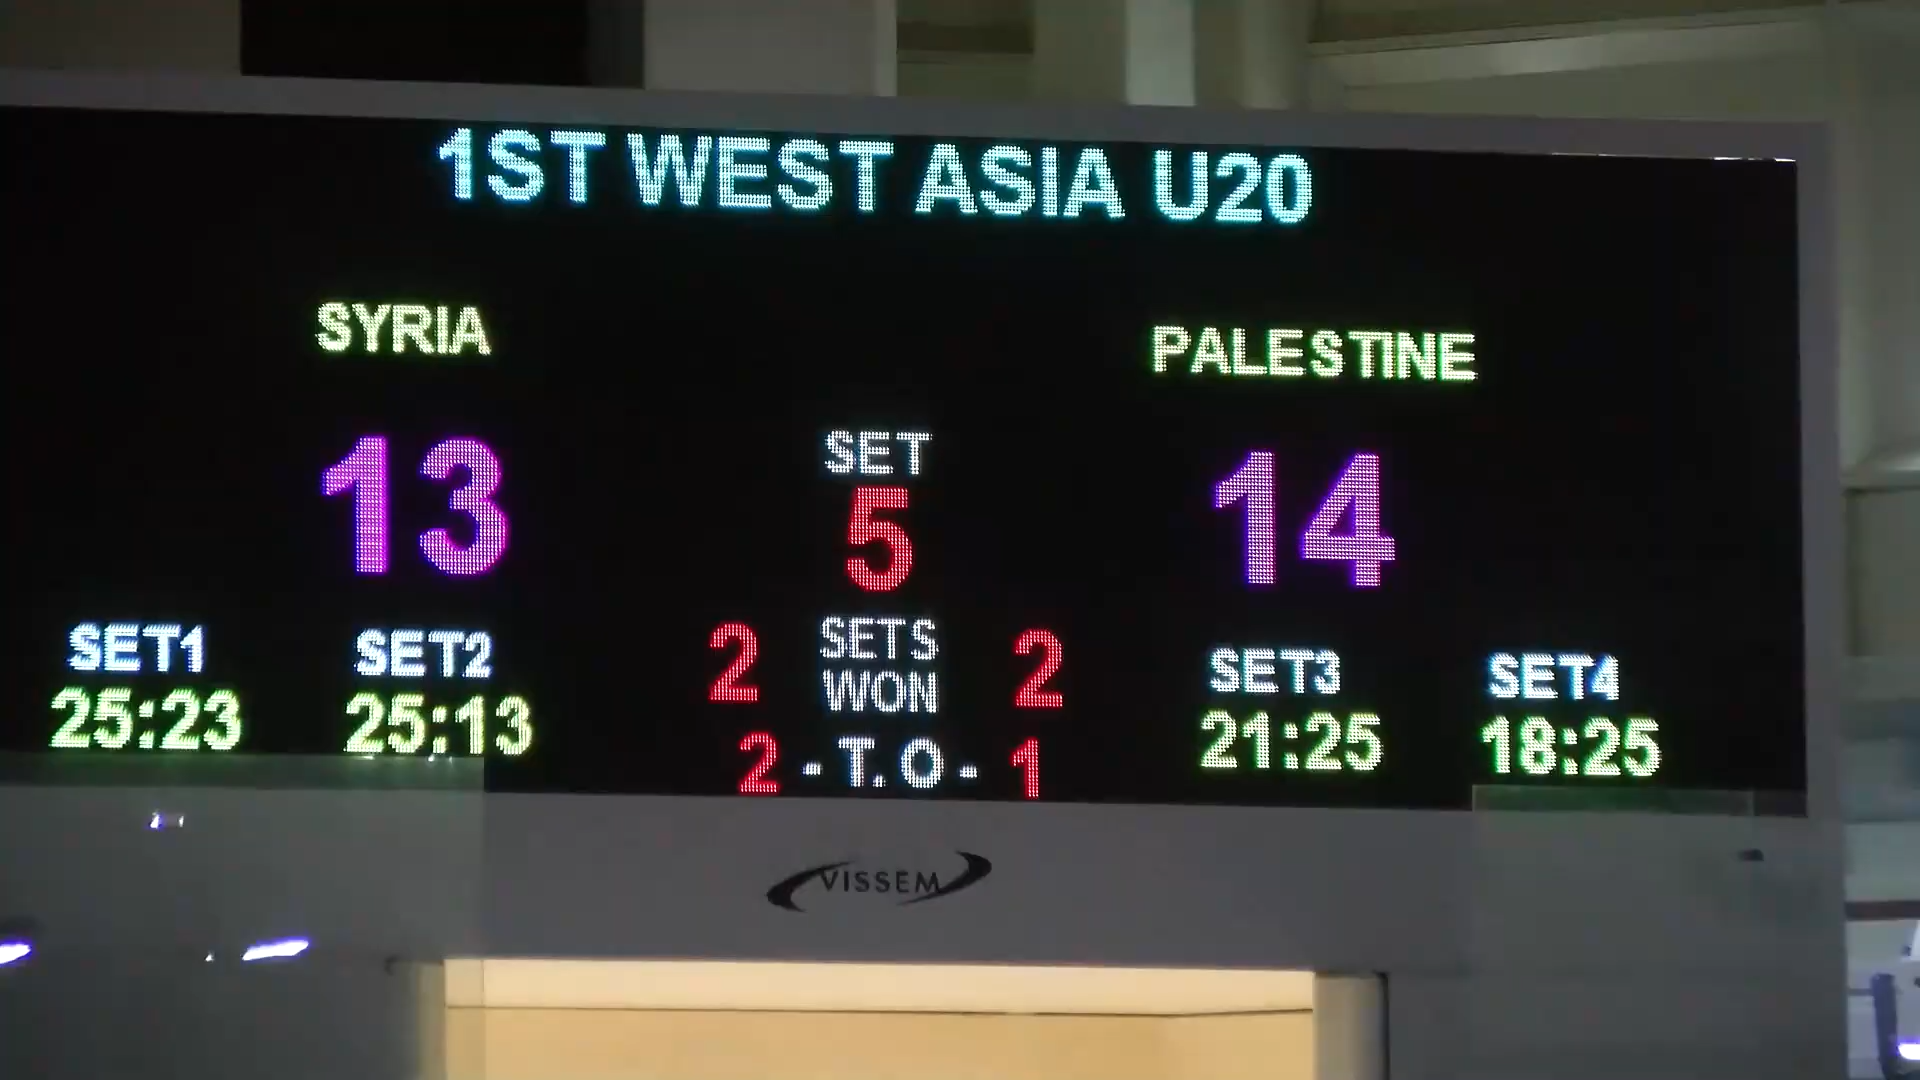 1ST WEST ASIA U20
SYRIA
PALESTINE
13
SET
5
14
SET1
25:23
SET2
25:13
2
SETS
WON
2
2 - T.O - 1
SET3
21:25
SET4
18:25
VISSEM